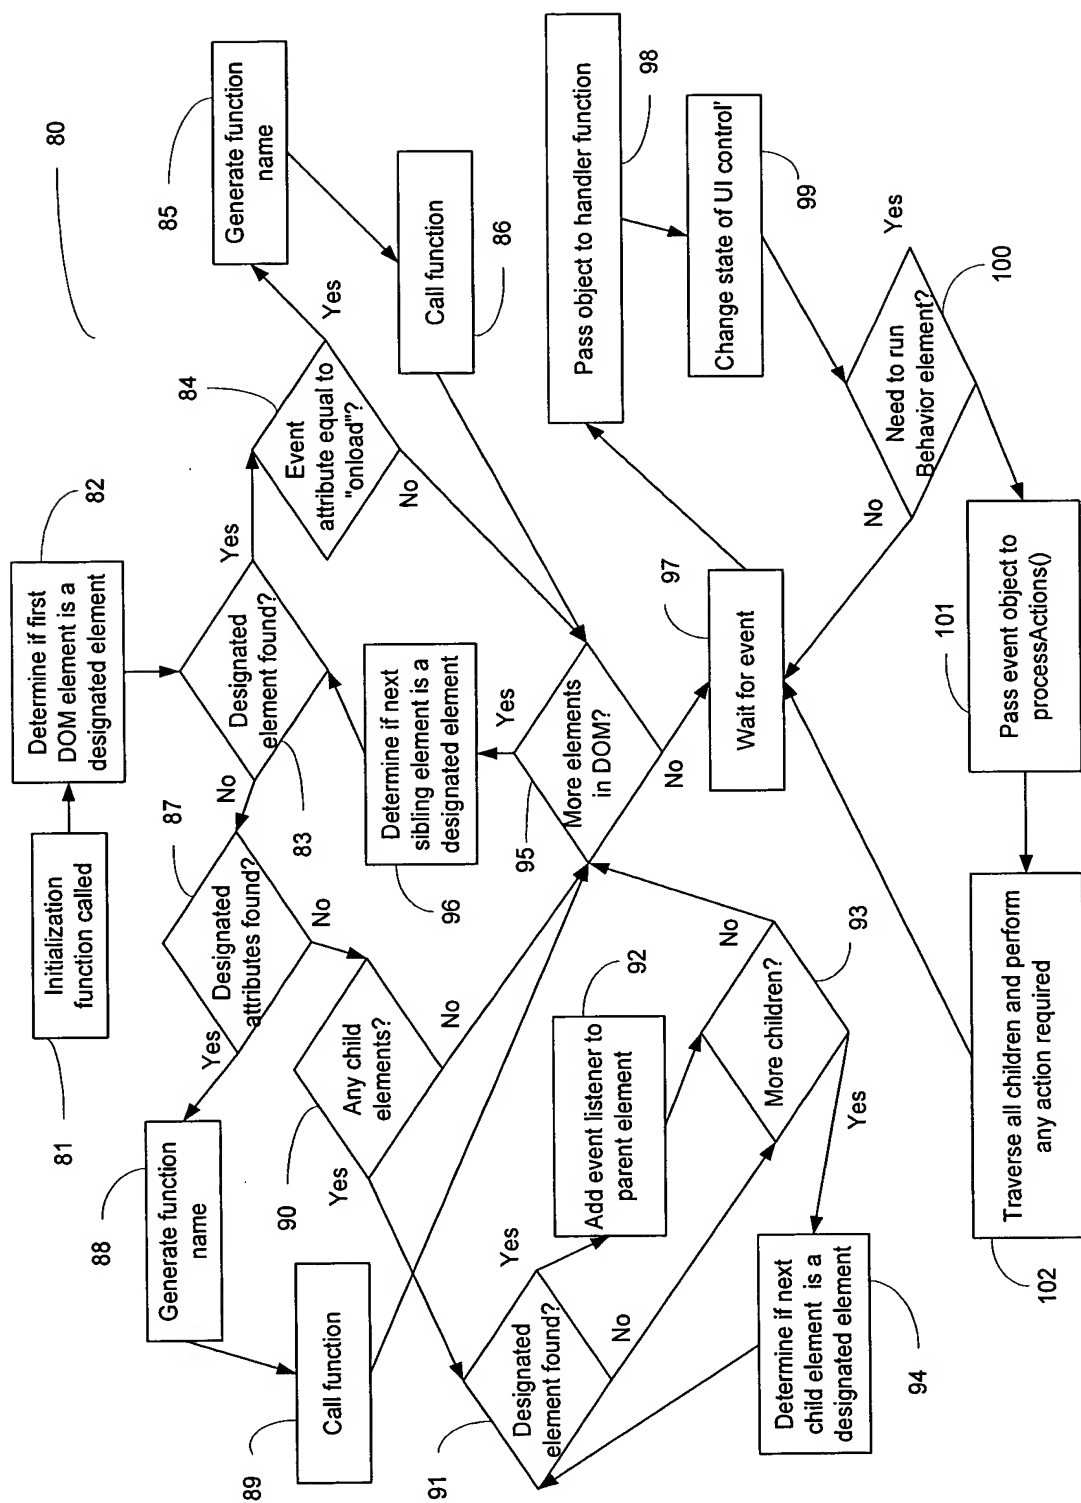 80
81
Initialization
function called
82
Determine if first
DOM element is a
designated element
83
Designated
element found?
Yes
No
84
Event
attribute equal to
"onload"?
Yes
No
85
Generate function
name
86
Call function
87
Designated
attributes found?
Yes
No
88
Generate function
name
89
Call function
90
Any child
elements?
Yes
No
91
Designated
element found?
Yes
No
92
Add event listener to
parent element
93
More children?
No
Yes
94
Determine if next
child element is a
designated element
95
More elements
in DOM?
Yes
No
96
Determine if next
sibling element is a
designated element
97
Wait for event
98
Pass object to handler function
99
Change state of UI control'
100
Need to run
Behavior element?
Yes
No
101
Pass event object to
processActions()
102
Traverse all children and perform
any action required